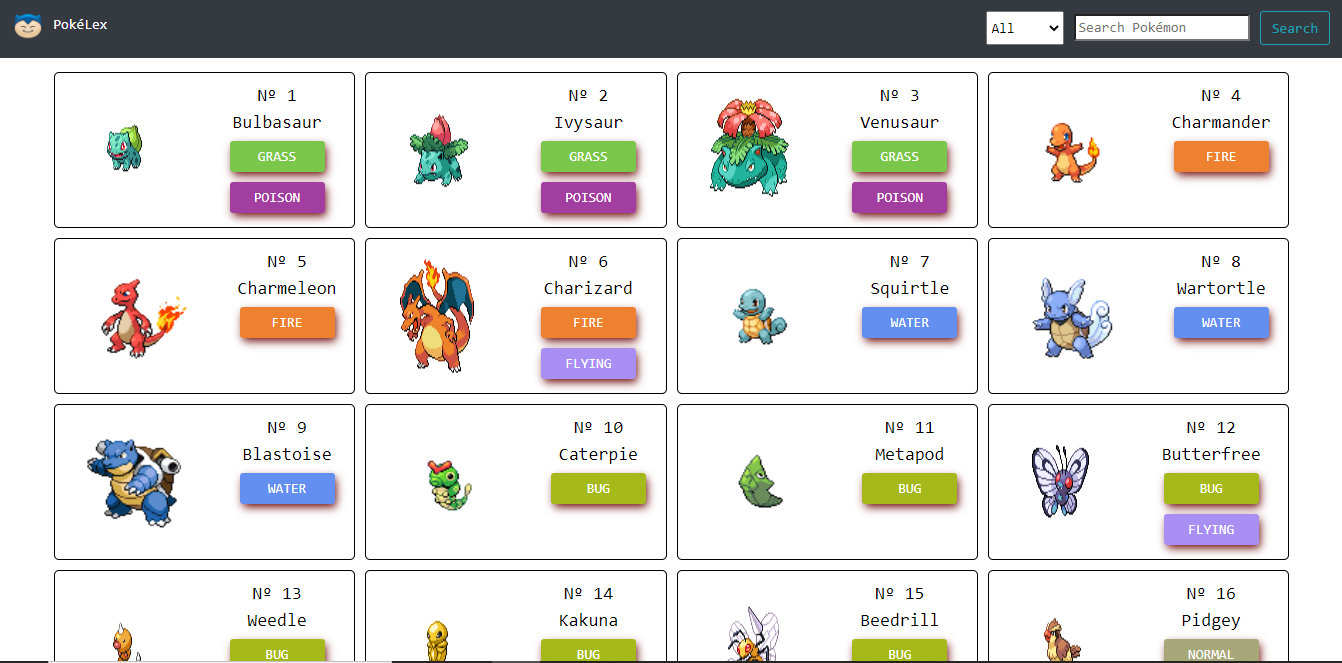 PokéLex
All
Search Pokémon
Search
Nº 1
Bulbasaur
GRASS
POISON
Nº 2
Ivysaur
GRASS
POISON
Nº 3
Venusaur
GRASS
POISON
Nº 4
Charmander
FIRE
Nº 5
Charmeleon
FIRE
Nº 6
Charizard
FIRE
FLYING
Nº 7
Squirtle
WATER
Nº 8
Wartortle
WATER
Nº 9
Blastoise
WATER
Nº 10
Caterpie
BUG
Nº 11
Metapod
BUG
Nº 12
Butterfree
BUG
FLYING
Nº 13
Weedle
BUG
Nº 14
Kakuna
BUG
Nº 15
Beedrill
BUG
Nº 16
Pidgey
NORMAL